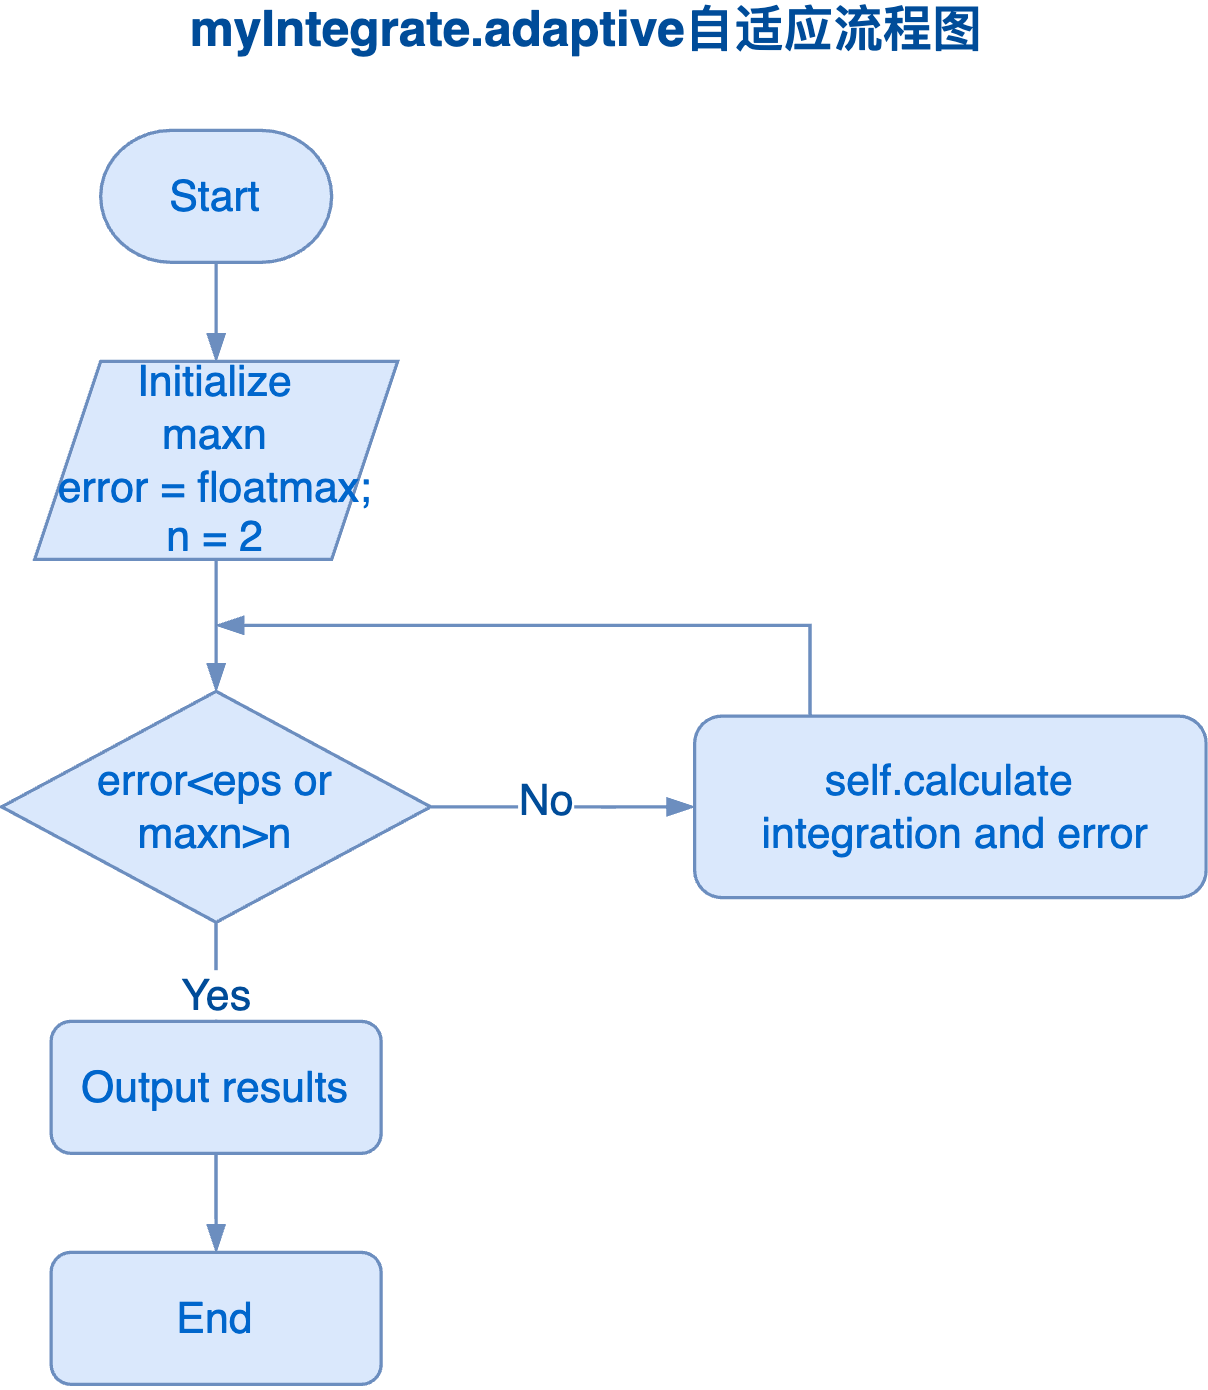 myIntegrate.adaptive自适应流程图
Start
Initialize
maxn
error = floatmax;
n = 2
error<eps or
maxn>n
No
self.calculate
integration and error
Yes
Output results
End